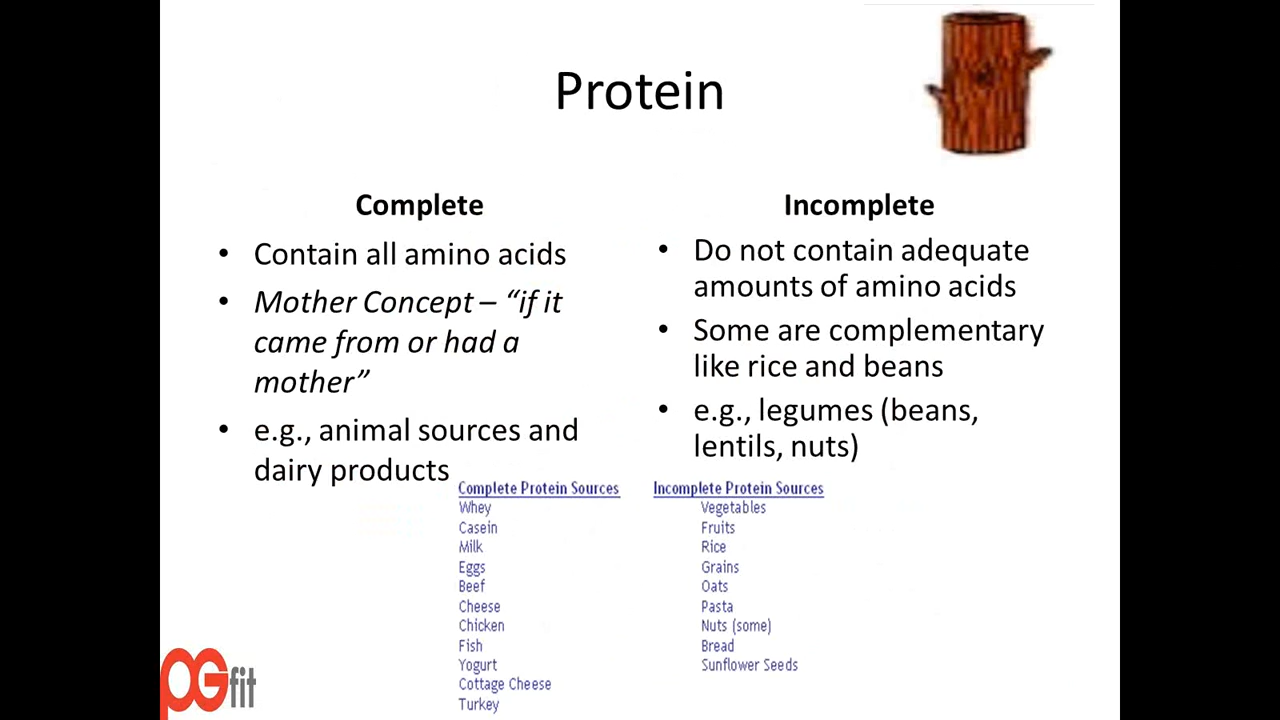 Protein
Complete
• Contain all amino acids
• Mother Concept – “if it
came from or had a
mother”
• e.g., animal sources and
dairy products
Incomplete
• Do not contain adequate
amounts of amino acids
• Some are complementary
like rice and beans
• e.g., legumes (beans,
lentils, nuts)
Complete Protein Sources
Whey
Casein
Milk
Eggs
Beef
Cheese
Chicken
Fish
Yogurt
Cottage Cheese
Turkey
Incomplete Protein Sources
Vegetables
Fruits
Rice
Grains
Oats
Pasta
Nuts (some)
Bread
Sunflower Seeds
PGfit